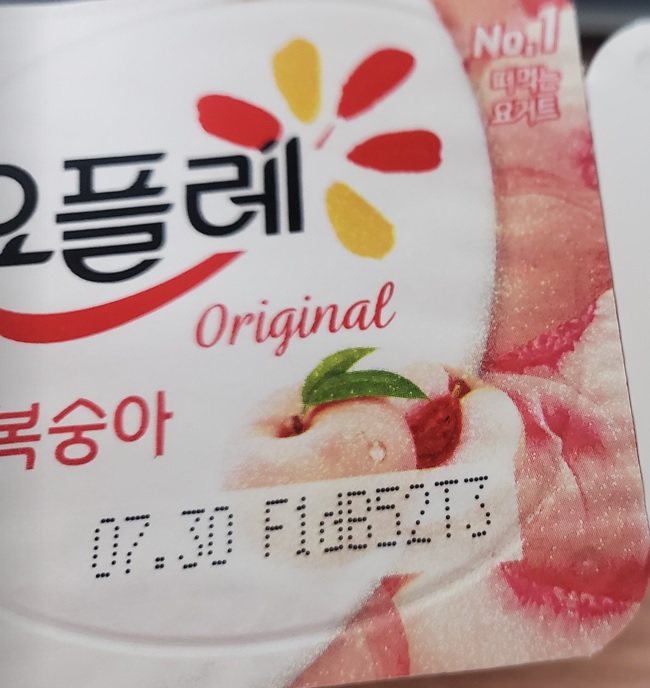 No.1
떠먹는
요거트
요플레
Original
복숭아
07.30 F1dB52T3